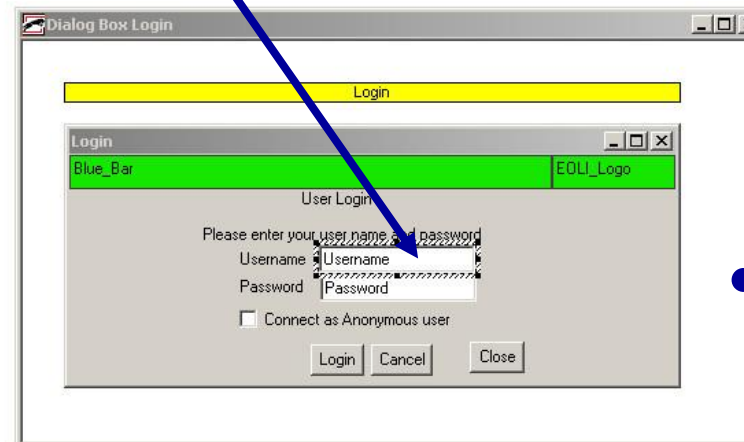 Dialog Box Login
Login
Login
Blue_Bar EOLI_Logo
User Login
Please enter your user name and password
Username Username
Password Password
Connect as Anonymous user
Login Cancel Close